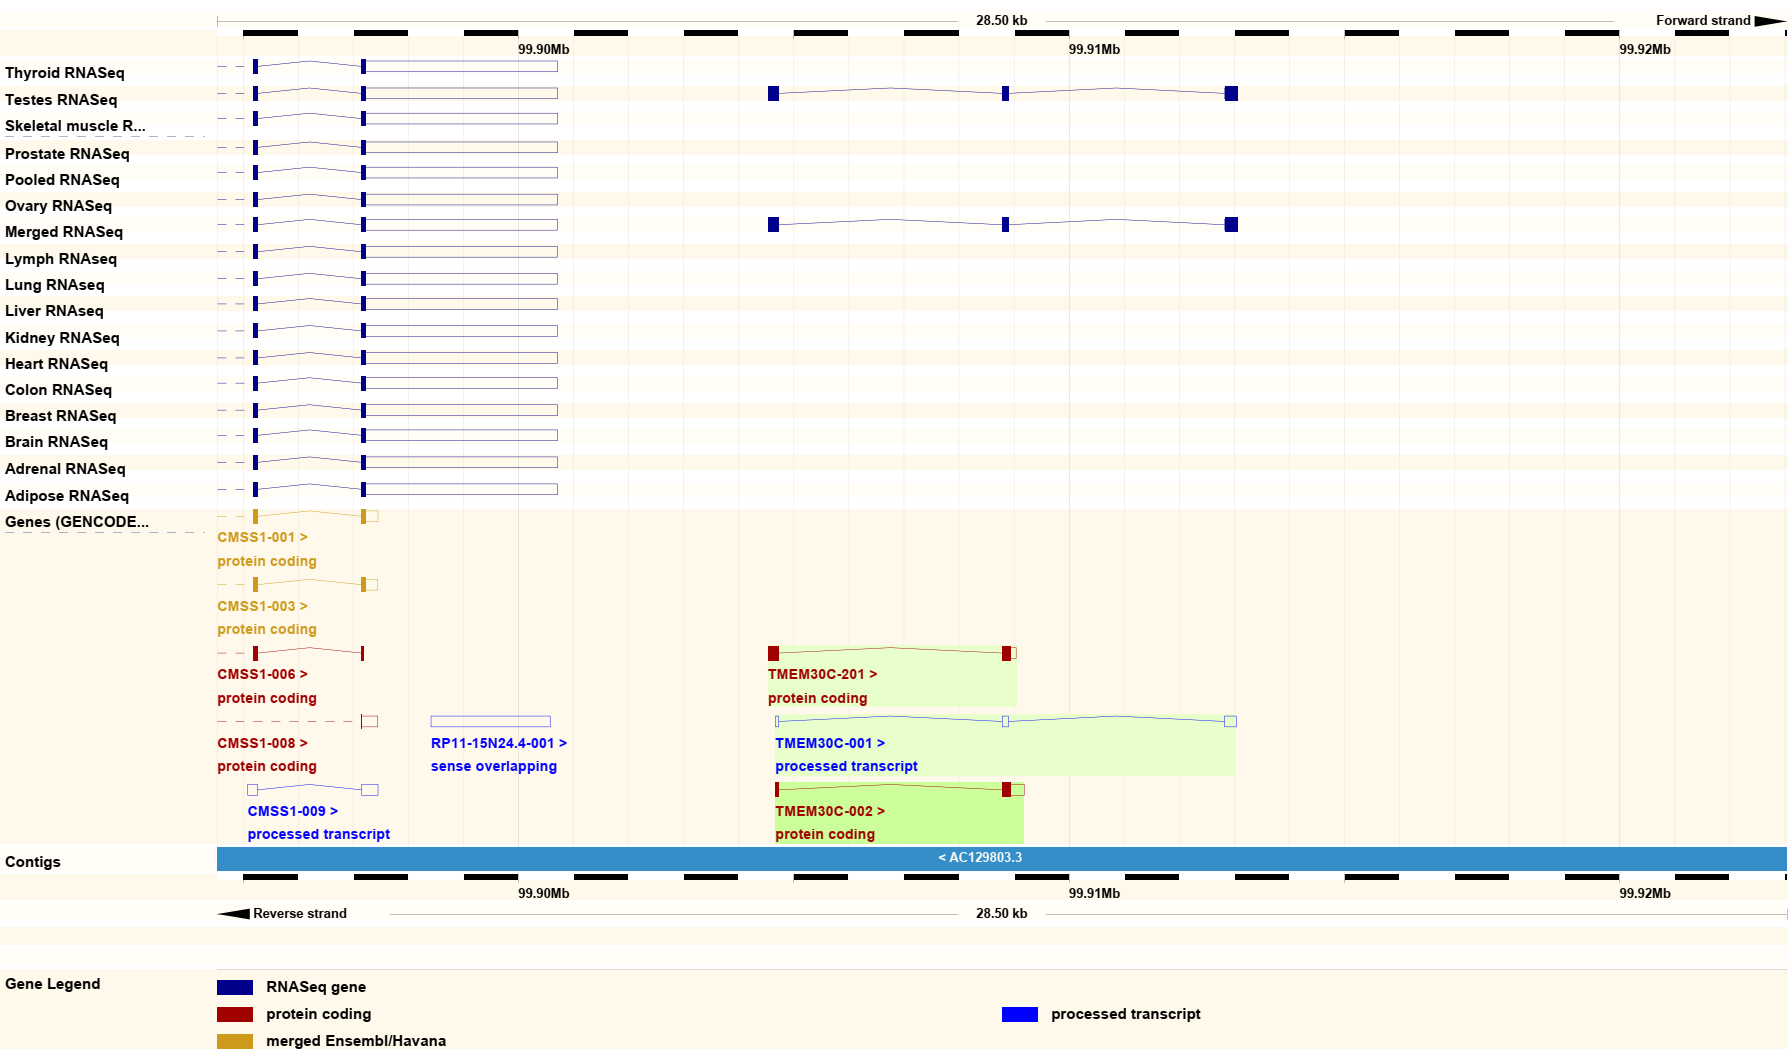 28.50 kb Forward strand
99.90Mb 99.91Mb 99.92Mb
Thyroid RNASeq
Testes RNASeq
Skeletal muscle R...
Prostate RNASeq
Pooled RNASeq
Ovary RNASeq
Merged RNASeq
Lymph RNAseq
Lung RNAseq
Liver RNAseq
Kidney RNASeq
Heart RNASeq
Colon RNASeq
Breast RNASeq
Brain RNASeq
Adrenal RNASeq
Adipose RNASeq
Genes (GENCODE...
CMSS1-001 >
protein coding
CMSS1-003 >
protein coding
CMSS1-006 > TMEM30C-201 >
protein coding protein coding
CMSS1-008 > RP11-15N24.4-001 > TMEM30C-001 >
protein coding sense overlapping processed transcript
CMSS1-009 > TMEM30C-002 >
processed transcript protein coding
Contigs < AC129803.3
99.90Mb 99.91Mb 99.92Mb
Reverse strand 28.50 kb
Gene Legend RNASeq gene
protein coding processed transcript
merged Ensembl/Havana